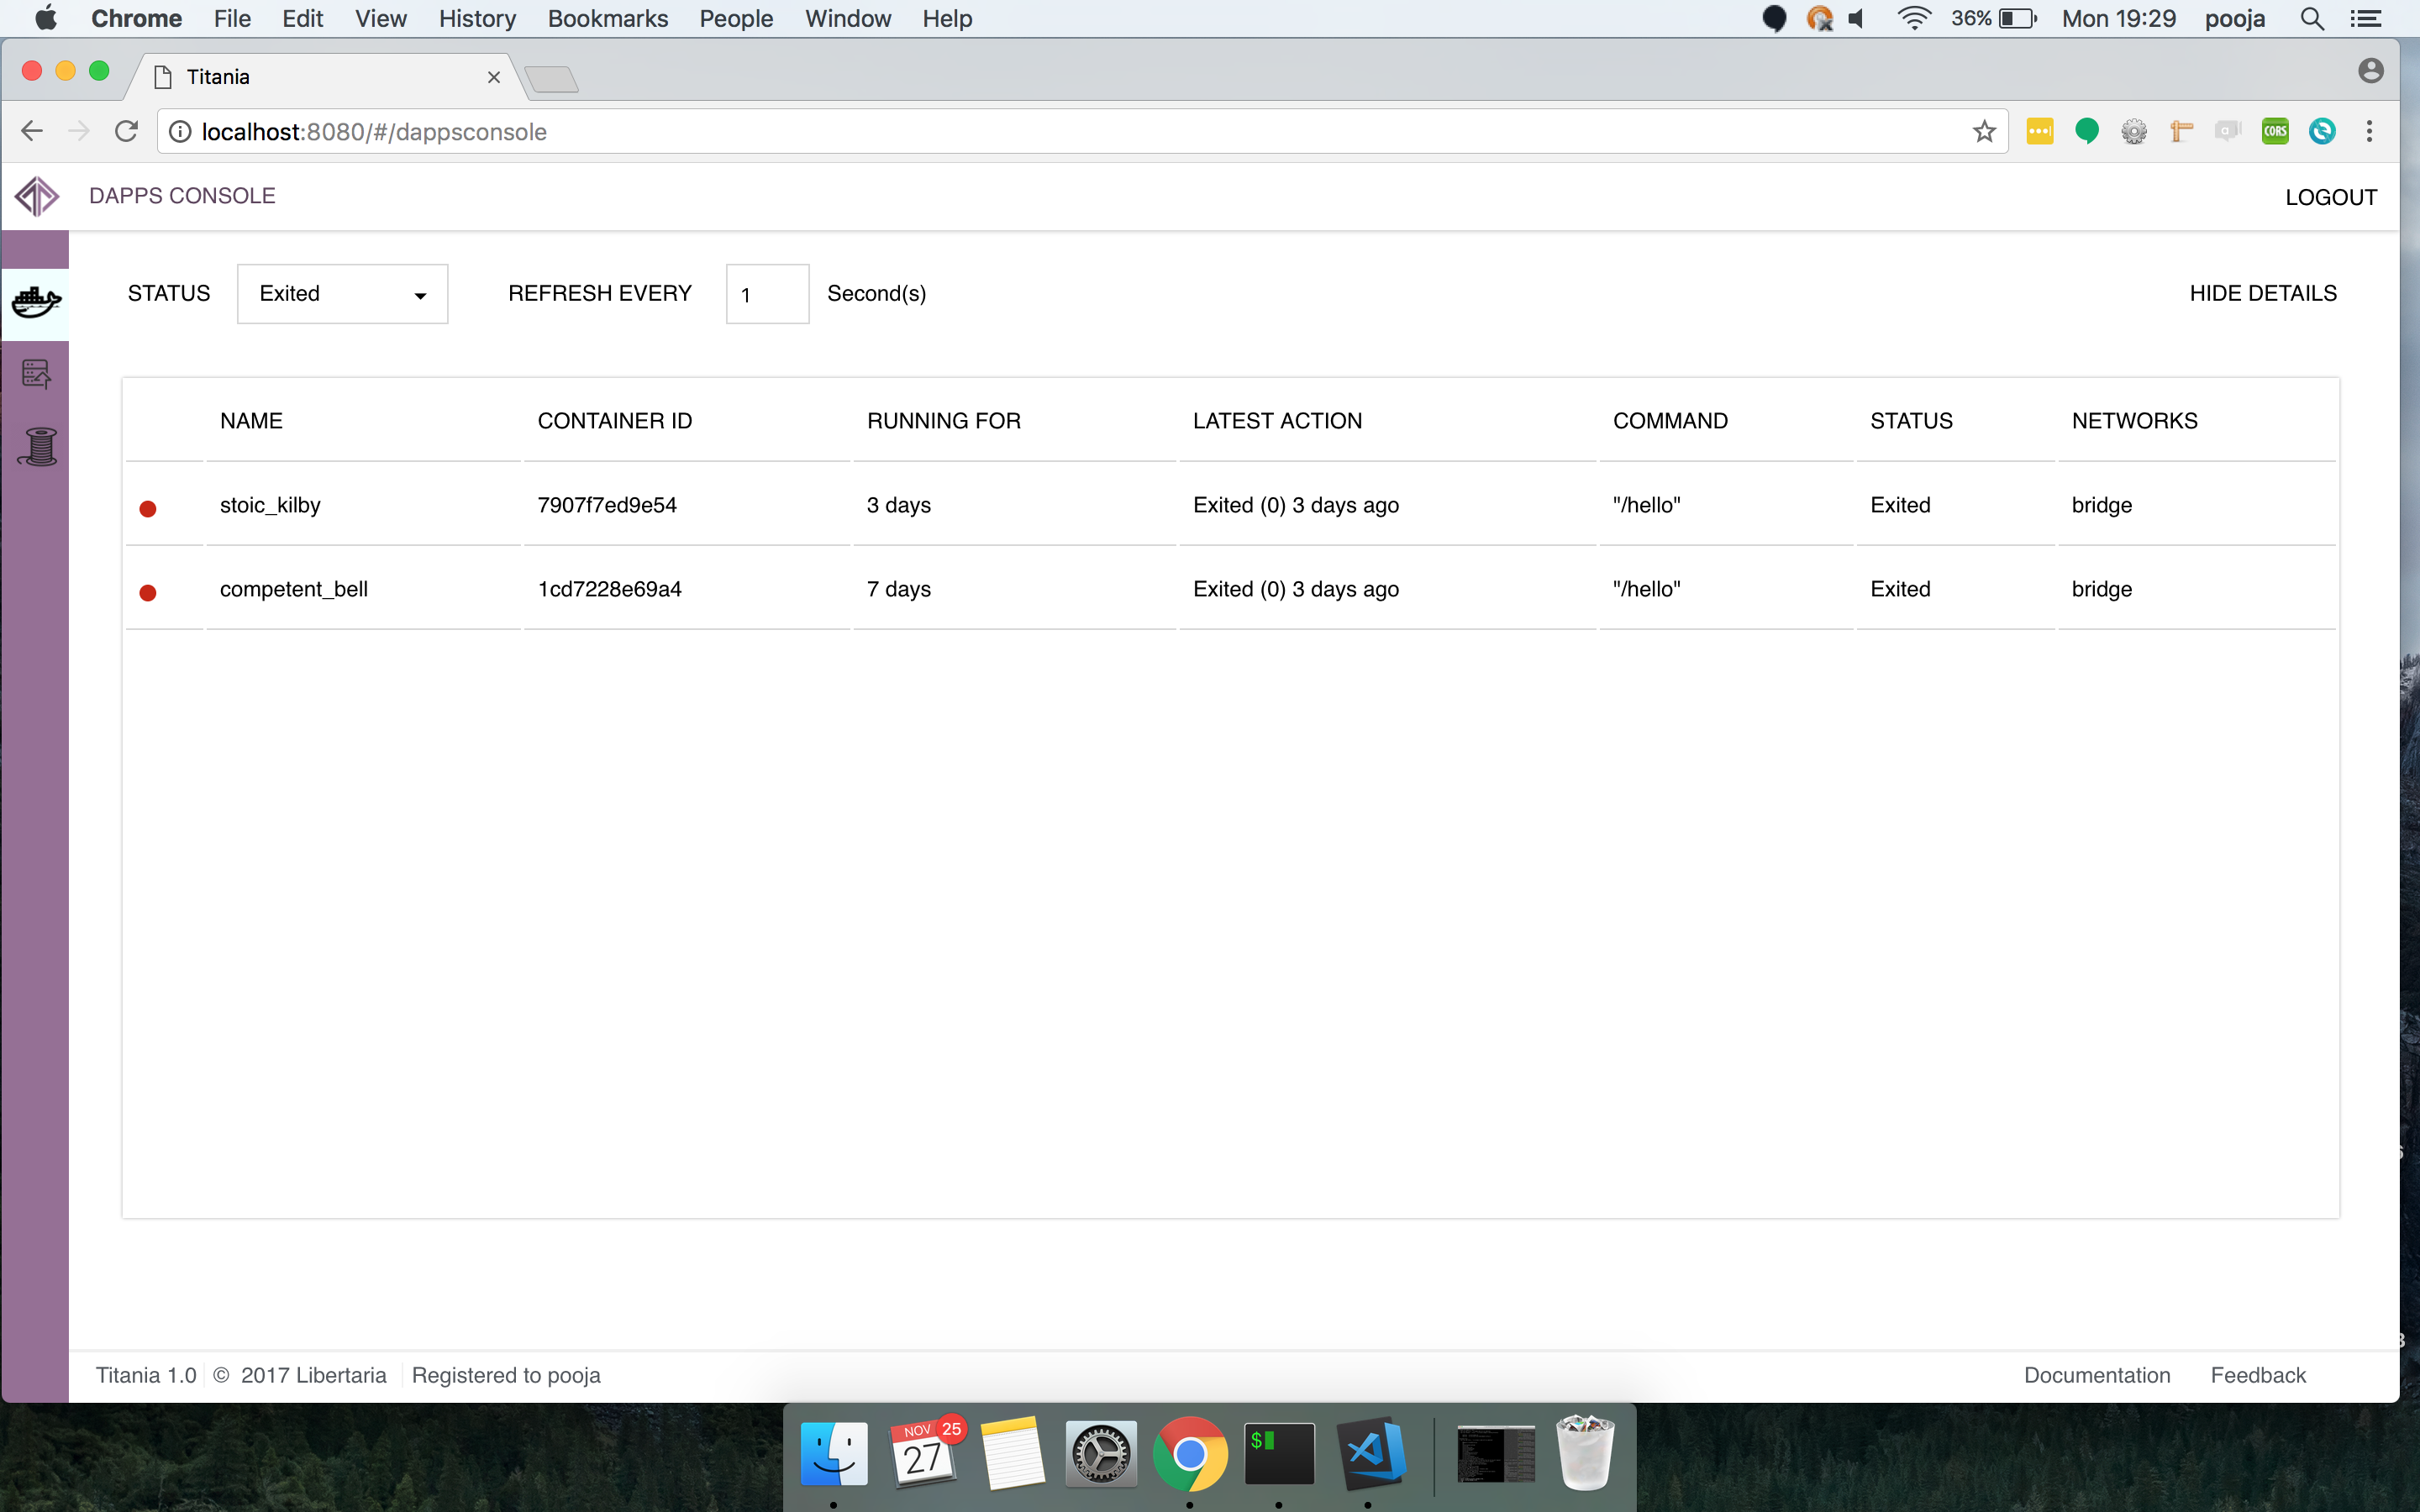 Chrome File Edit View History Bookmarks People Window Help 36% Mon 19:29 pooja
Titania
localhost:8080/#/dappsconsole CORS
DAPPS CONSOLE LOGOUT
STATUS Exited REFRESH EVERY 1 Second(s) HIDE DETAILS
NAME CONTAINER ID RUNNING FOR LATEST ACTION COMMAND STATUS NETWORKS
stoic_kilby 7907f7ed9e54 3 days Exited (0) 3 days ago "/hello" Exited bridge
competent_bell 1cd7228e69a4 7 days Exited (0) 3 days ago "/hello" Exited bridge
Titania 1.0 © 2017 Libertaria Registered to pooja Documentation Feedback
NOV 25
27
$